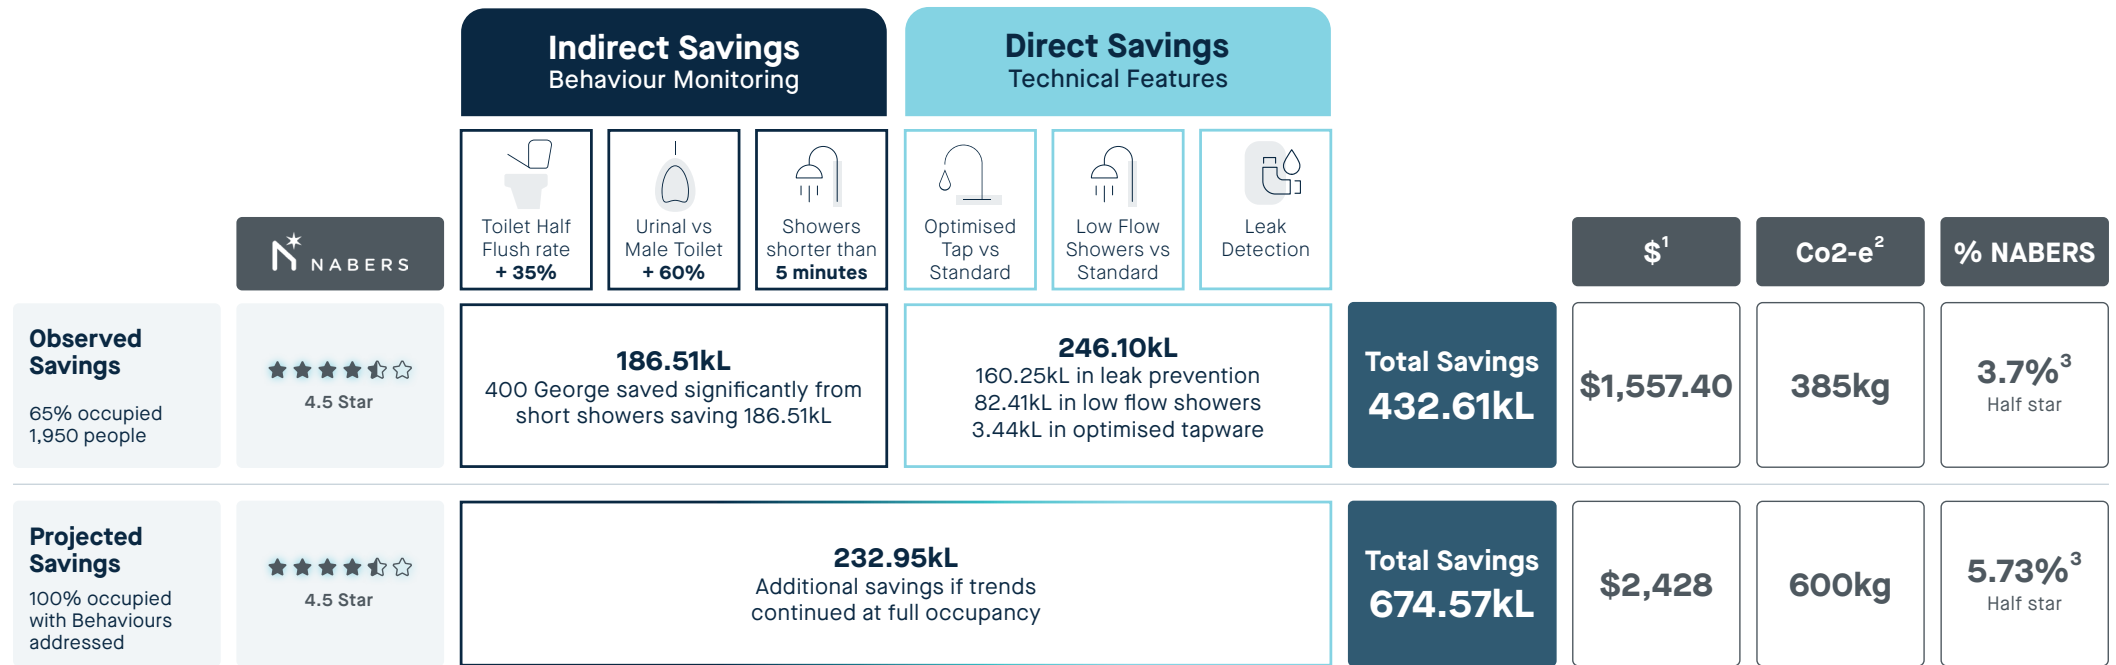 Indirect Savings
Behaviour Monitoring
Direct Savings
Technical Features
NABERS
Toilet Half
Flush rate
+ 35%
Urinal vs
Male Toilet
+ 60%
Showers
shorter than
5 minutes
Optimised
Tap vs
Standard
Low Flow
Showers vs
Standard
Leak
Detection
$1
Co2-e2
% NABERS
Observed
Savings
65% occupied
1,950 people
4.5 Star
186.51kL
400 George saved significantly from
short showers saving 186.51kL
246.10kL
160.25kL in leak prevention
82.41kL in low flow showers
3.44kL in optimised tapware
Total Savings
432.61kL
$1,557.40
385kg
3.7%3
Half star
Projected
Savings
100% occupied
with Behaviours
addressed
4.5 Star
232.95kL
Additional savings if trends
continued at full occupancy
Total Savings
674.57kL
$2,428
600kg
5.73%3
Half star